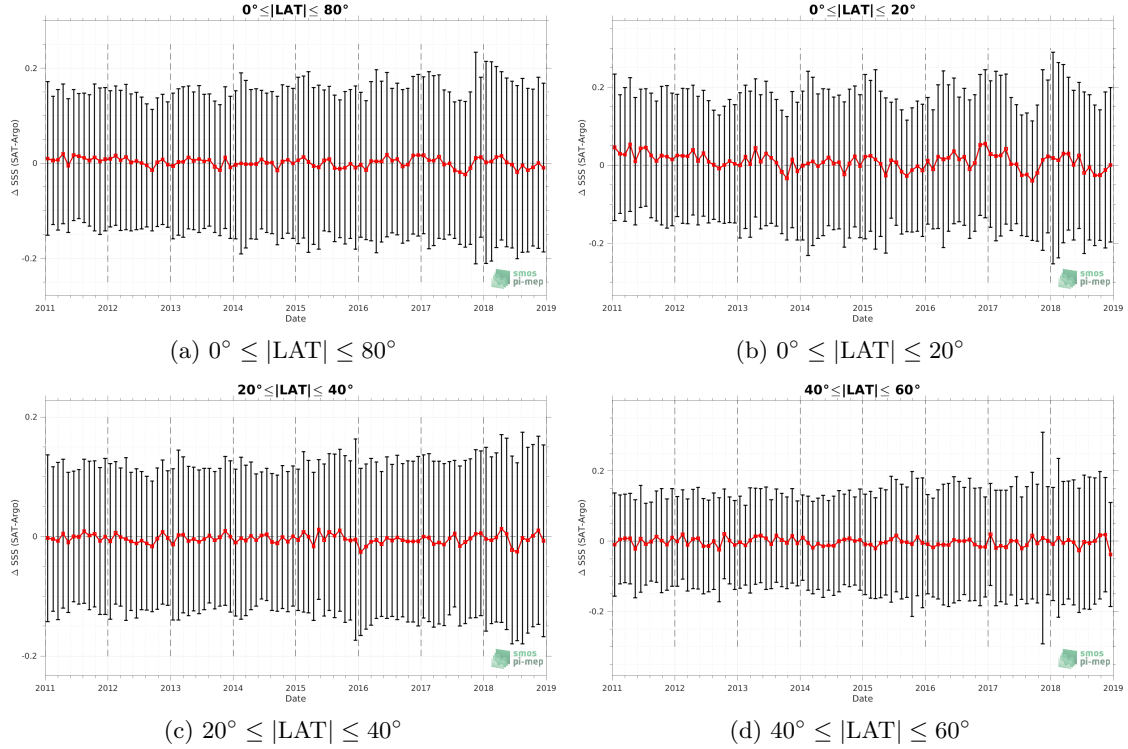 0°≤|LAT|≤ 80°
Δ SSS (SAT-Argo)
0.2
0
-0.2
2011 2012 2013 2014 2015 2016 2017 2018 2019
Date
smos
pi-mep
(a) 0° ≤ |LAT| ≤ 80°
0°≤|LAT|≤ 20°
Δ SSS (SAT-Argo)
0.2
0
-0.2
2011 2012 2013 2014 2015 2016 2017 2018 2019
Date
smos
pi-mep
(b) 0° ≤ |LAT| ≤ 20°
20°≤|LAT|≤ 40°
Δ SSS (SAT-Argo)
0.2
0
-0.2
2011 2012 2013 2014 2015 2016 2017 2018 2019
Date
smos
pi-mep
(c) 20° ≤ |LAT| ≤ 40°
40°≤|LAT|≤ 60°
Δ SSS (SAT-Argo)
0.2
0
-0.2
2011 2012 2013 2014 2015 2016 2017 2018 2019
Date
smos
pi-mep
(d) 40° ≤ |LAT| ≤ 60°